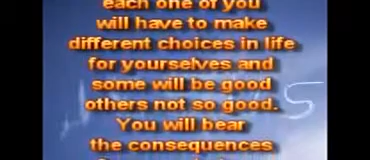 each one of you
will have to make
different choices in life
for yourselves and
some will be good
others not so good.
You will bear
the consequences